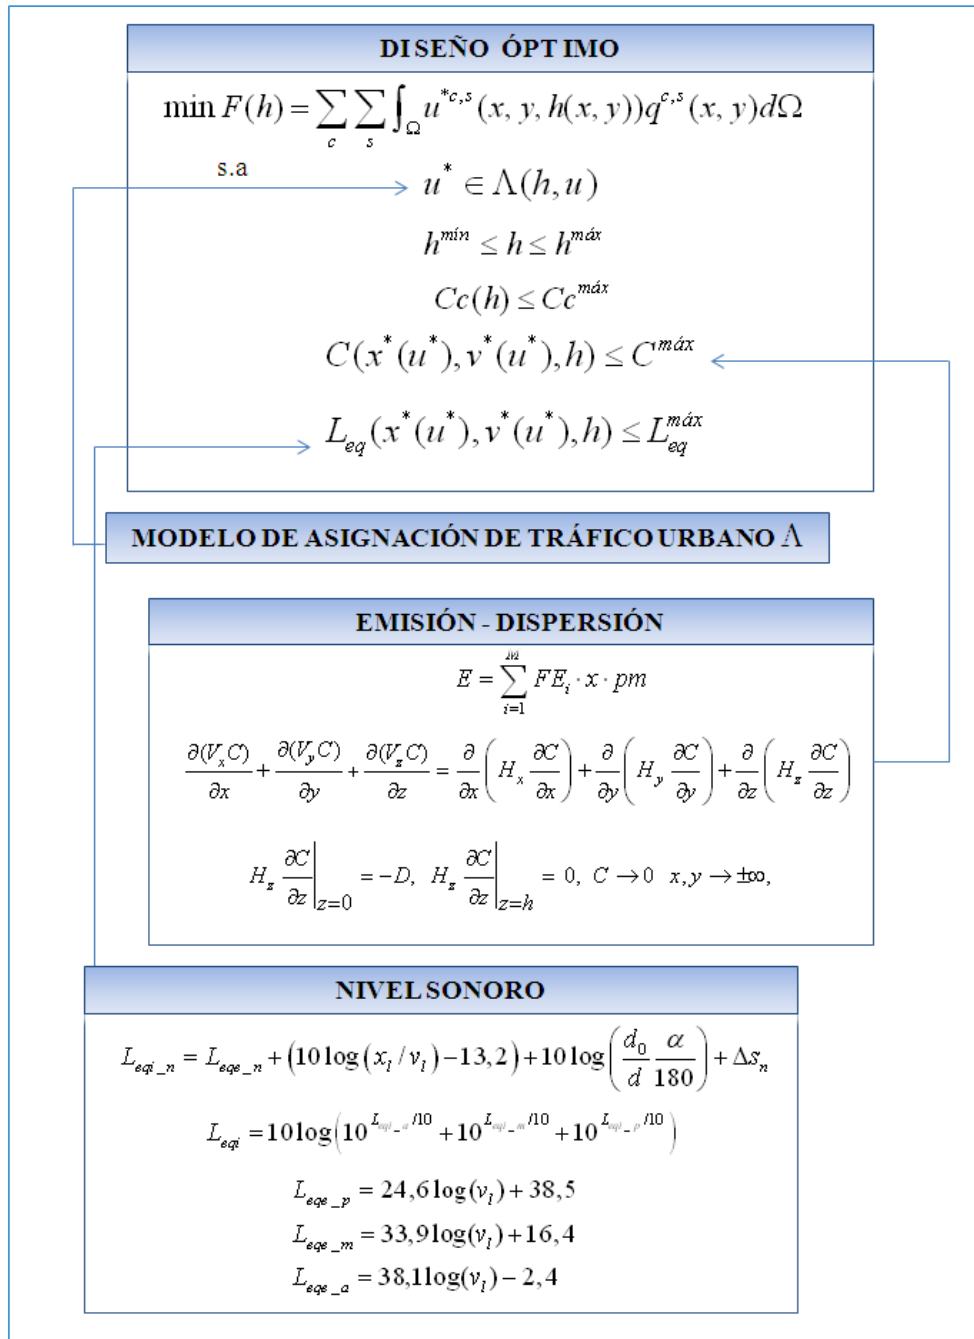 DISEÑO ÓPTIMO
min F(h) = ∑_c ∑_s ∫_Ω u^{*c,s}(x, y, h(x, y))q^{c,s}(x, y)dΩ
s.a
u^* ∈ Λ(h,u)
h^{mín} ≤ h ≤ h^{máx}
Cc(h) ≤ Cc^{máx}
C(x^*(u^*),v^*(u^*),h) ≤ C^{máx}
L_{eq}(x^*(u^*),v^*(u^*),h) ≤ L_{eq}^{máx}
MODELO DE ASIGNACIÓN DE TRÁFICO URBANO Λ
EMISIÓN - DISPERSIÓN
E = ∑_{i=1}^{M} FE_i · x · pm
∂(V_xC)/∂x + ∂(V_yC)/∂y + ∂(V_zC)/∂z = ∂/∂x (H_x ∂C/∂x) + ∂/∂y (H_y ∂C/∂y) + ∂/∂z (H_z ∂C/∂z)
H_z ∂C/∂z|_{z=0} = -D, H_z ∂C/∂z|_{z=h} = 0, C → 0 x,y → ±∞,
NIVEL SONORO
L_{eqi_n} = L_{eqe_n} + (10log(x_l/v_l) - 13,2) + 10log(d_0/d α/180) + Δs_n
L_{eqi} = 10log(10^{L_{eqi_a}/10} + 10^{L_{eqi_m}/10} + 10^{L_{eqi_p}/10})
L_{eqe_p} = 24,6log(v_l) + 38,5
L_{eqe_m} = 33,9log(v_l) + 16,4
L_{eqe_a} = 38,1log(v_l) - 2,4